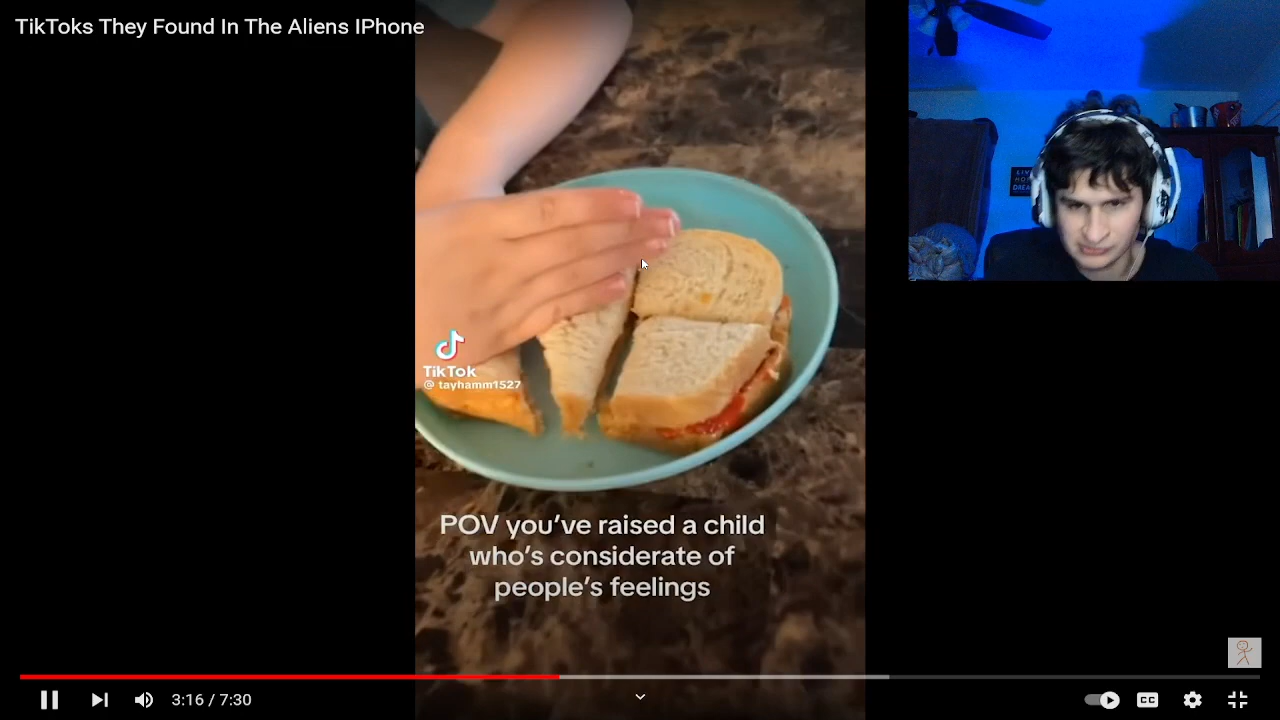 TikToks They Found In The Aliens IPhone
TikTok
@ tayhamm1527
POV you’ve raised a child
who’s considerate of
people’s feelings
3:16 / 7:30
CC